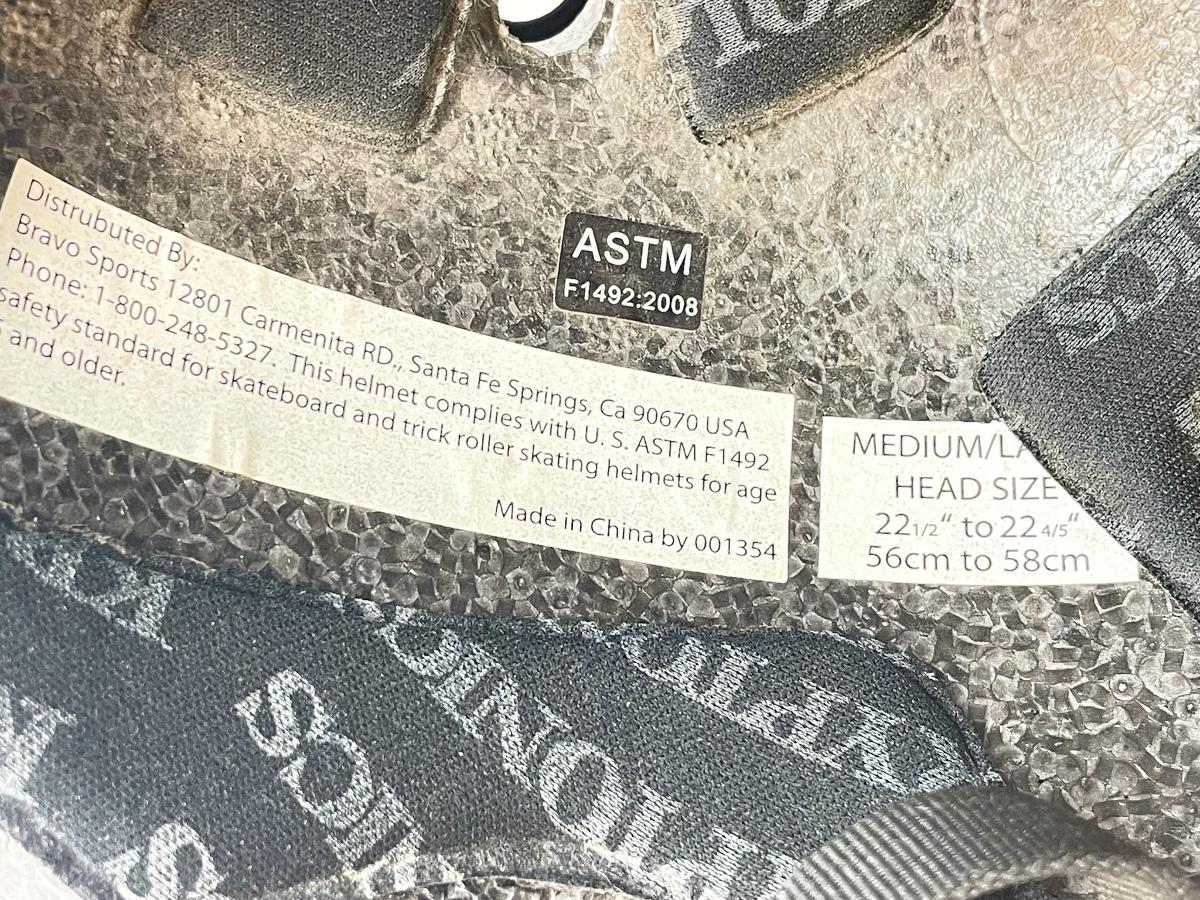 ASTM
F1492:2008
Distrubuted By:
Bravo Sports 12801 Carmenita RD., Santa Fe Springs, Ca 90670 USA
Phone: 1-800-248-5327. This helmet complies with U. S. ASTM F1492
safety standard for skateboard and trick roller skating helmets for age
and older.
Made in China by 001354
MEDIUM/LA
HEAD SIZE
22 1/2“ to 22 4/5“
56cm to 58cm